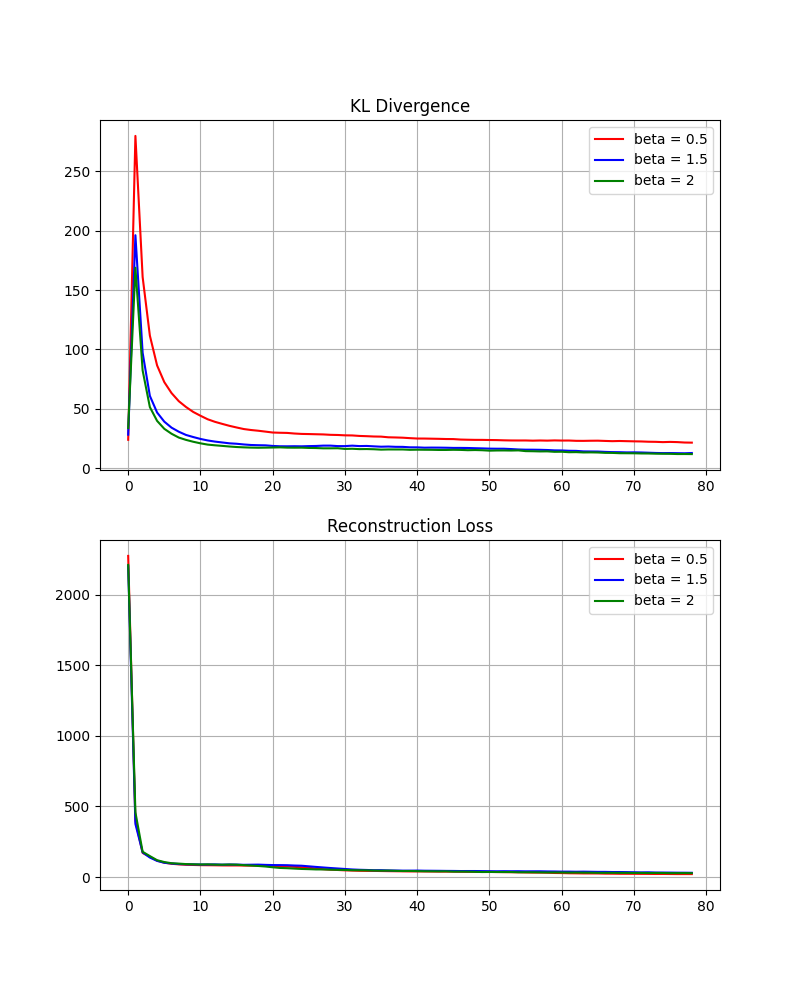 KL Divergence
beta = 0.5
beta = 1.5
beta = 2
250
200
150
100
50
0
0 10 20 30 40 50 60 70 80
Reconstruction Loss
beta = 0.5
beta = 1.5
beta = 2
2000
1500
1000
500
0
0 10 20 30 40 50 60 70 80